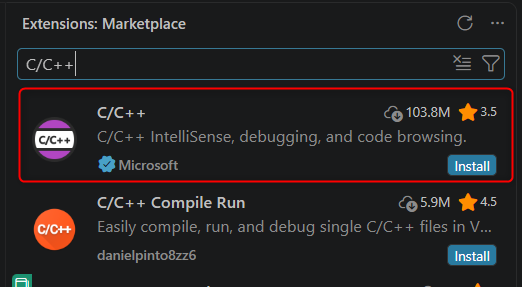 Extensions: Marketplace
C/C++
C/C++ 103.8M 3.5
C/C++ C/C++ IntelliSense, debugging, and code browsing.
Microsoft Install
C/C++ Compile Run 5.9M 4.5
C/C++ Easily compile, run, and debug single C/C++ files in V...
danielpinto8zz6 Install